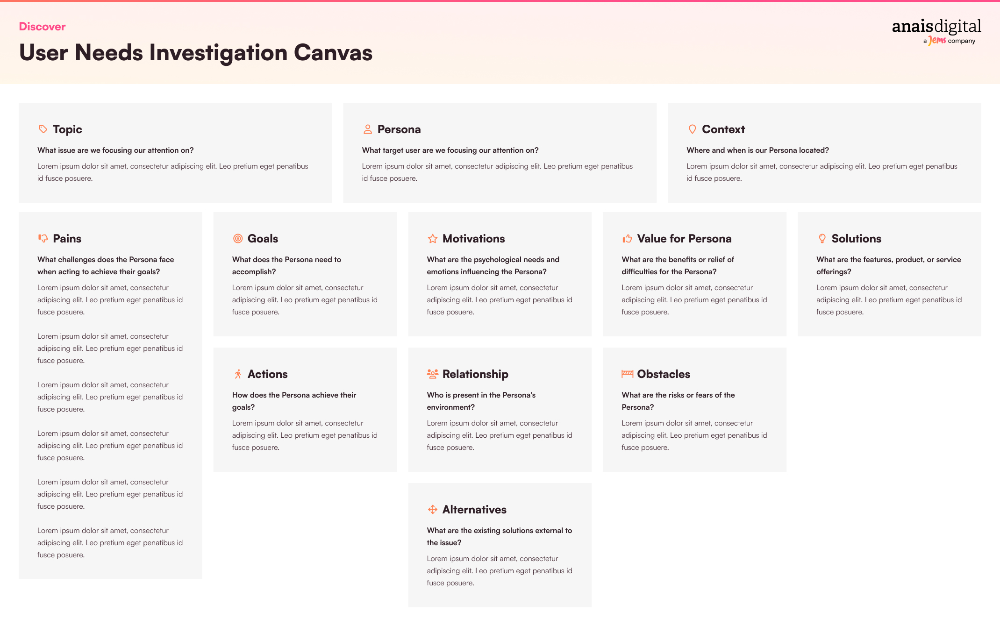 Discover
User Needs Investigation Canvas
anaisdigital
a Jems company
Topic
What issue are we focusing our attention on?
Lorem ipsum dolor sit amet, consectetur adipiscing elit. Leo pretium eget penatibus
id fusce posuere.
Persona
What target user are we focusing our attention on?
Lorem ipsum dolor sit amet, consectetur adipiscing elit. Leo pretium eget penatibus
id fusce posuere.
Context
Where and when is our Persona located?
Lorem ipsum dolor sit amet, consectetur adipiscing elit. Leo pretium eget penatibus
id fusce posuere.
Pains
What challenges does the Persona face
when acting to achieve their goals?
Lorem ipsum dolor sit amet, consectetur
adipiscing elit. Leo pretium eget penatibus id
fusce posuere.
Lorem ipsum dolor sit amet, consectetur
adipiscing elit. Leo pretium eget penatibus id
fusce posuere.
Lorem ipsum dolor sit amet, consectetur
adipiscing elit. Leo pretium eget penatibus id
fusce posuere.
Lorem ipsum dolor sit amet, consectetur
adipiscing elit. Leo pretium eget penatibus id
fusce posuere.
Lorem ipsum dolor sit amet, consectetur
adipiscing elit. Leo pretium eget penatibus id
fusce posuere.
Lorem ipsum dolor sit amet, consectetur
adipiscing elit. Leo pretium eget penatibus id
fusce posuere.
Goals
What does the Persona need to
accomplish?
Lorem ipsum dolor sit amet, consectetur
adipiscing elit. Leo pretium eget penatibus id
fusce posuere.
Actions
How does the Persona achieve their
goals?
Lorem ipsum dolor sit amet, consectetur
adipiscing elit. Leo pretium eget penatibus id
fusce posuere.
Motivations
What are the psychological needs and
emotions influencing the Persona?
Lorem ipsum dolor sit amet, consectetur
adipiscing elit. Leo pretium eget penatibus id
fusce posuere.
Relationship
Who is present in the Persona's
environment?
Lorem ipsum dolor sit amet, consectetur
adipiscing elit. Leo pretium eget penatibus id
fusce posuere.
Alternatives
What are the existing solutions external to
the issue?
Lorem ipsum dolor sit amet, consectetur
adipiscing elit. Leo pretium eget penatibus id
fusce posuere.
Value for Persona
What are the benefits or relief of
difficulties for the Persona?
Lorem ipsum dolor sit amet, consectetur
adipiscing elit. Leo pretium eget penatibus id
fusce posuere.
Obstacles
What are the risks or fears of the
Persona?
Lorem ipsum dolor sit amet, consectetur
adipiscing elit. Leo pretium eget penatibus id
fusce posuere.
Solutions
What are the features, product, or service
offerings?
Lorem ipsum dolor sit amet, consectetur
adipiscing elit. Leo pretium eget penatibus id
fusce posuere.